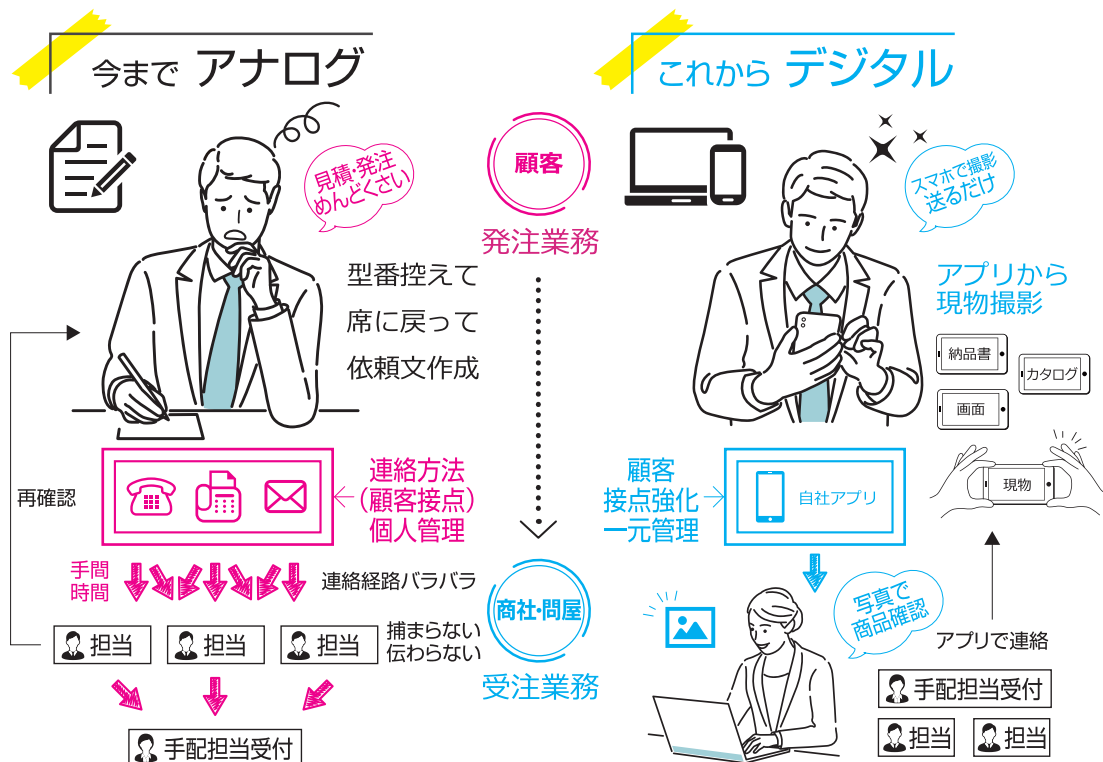 今まで アナログ
見積・発注
めんどくさい
型番控えて
席に戻って
依頼文作成
連絡方法
(顧客接点)
個人管理
再確認
手間
時間
連絡経路バラバラ
担当
担当
担当
捕まらない
伝わらない
手配担当受付
顧客
発注業務
商社・問屋
受注業務
これから デジタル
スマホで撮影
送るだけ
アプリから
現物撮影
納品書
カタログ
画面
現物
顧客
接点強化
一元管理
自社アプリ
写真で
商品確認
アプリで連絡
手配担当受付
担当
担当